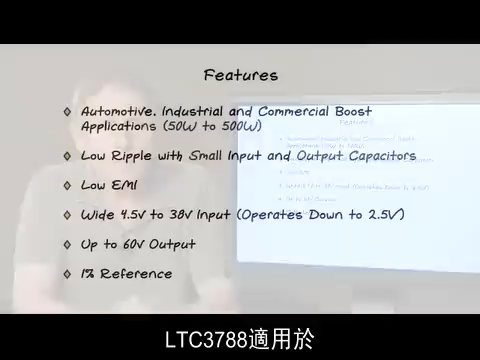 Features
Automotive, Industrial and Commercial Boost
Applications (50W to 500W)
Low Ripple with Small Input and Output Capacitors
Low EMI
Wide 4.5V to 38V Input (Operates Down to 2.5V)
Up to 60V Output
1% Reference
LTC3788適用於